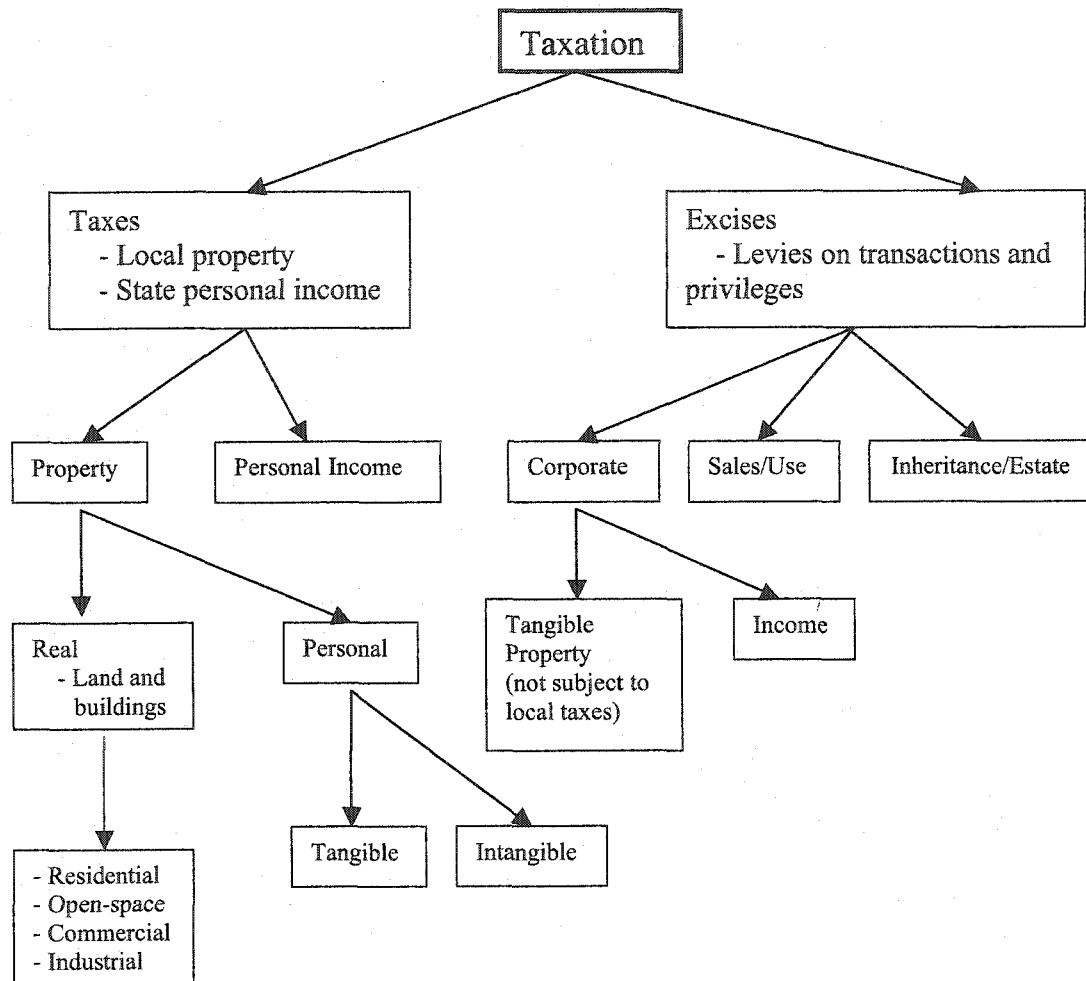 Taxation
Taxes
- Local property
- State personal income
Excises
- Levies on transactions and
privileges
Property
Personal Income
Corporate
Sales/Use
Inheritance/Estate
Real
- Land and
buildings
Personal
Tangible
Property
(not subject to
local taxes)
Income
Tangible
Intangible
- Residential
- Open-space
- Commercial
- Industrial